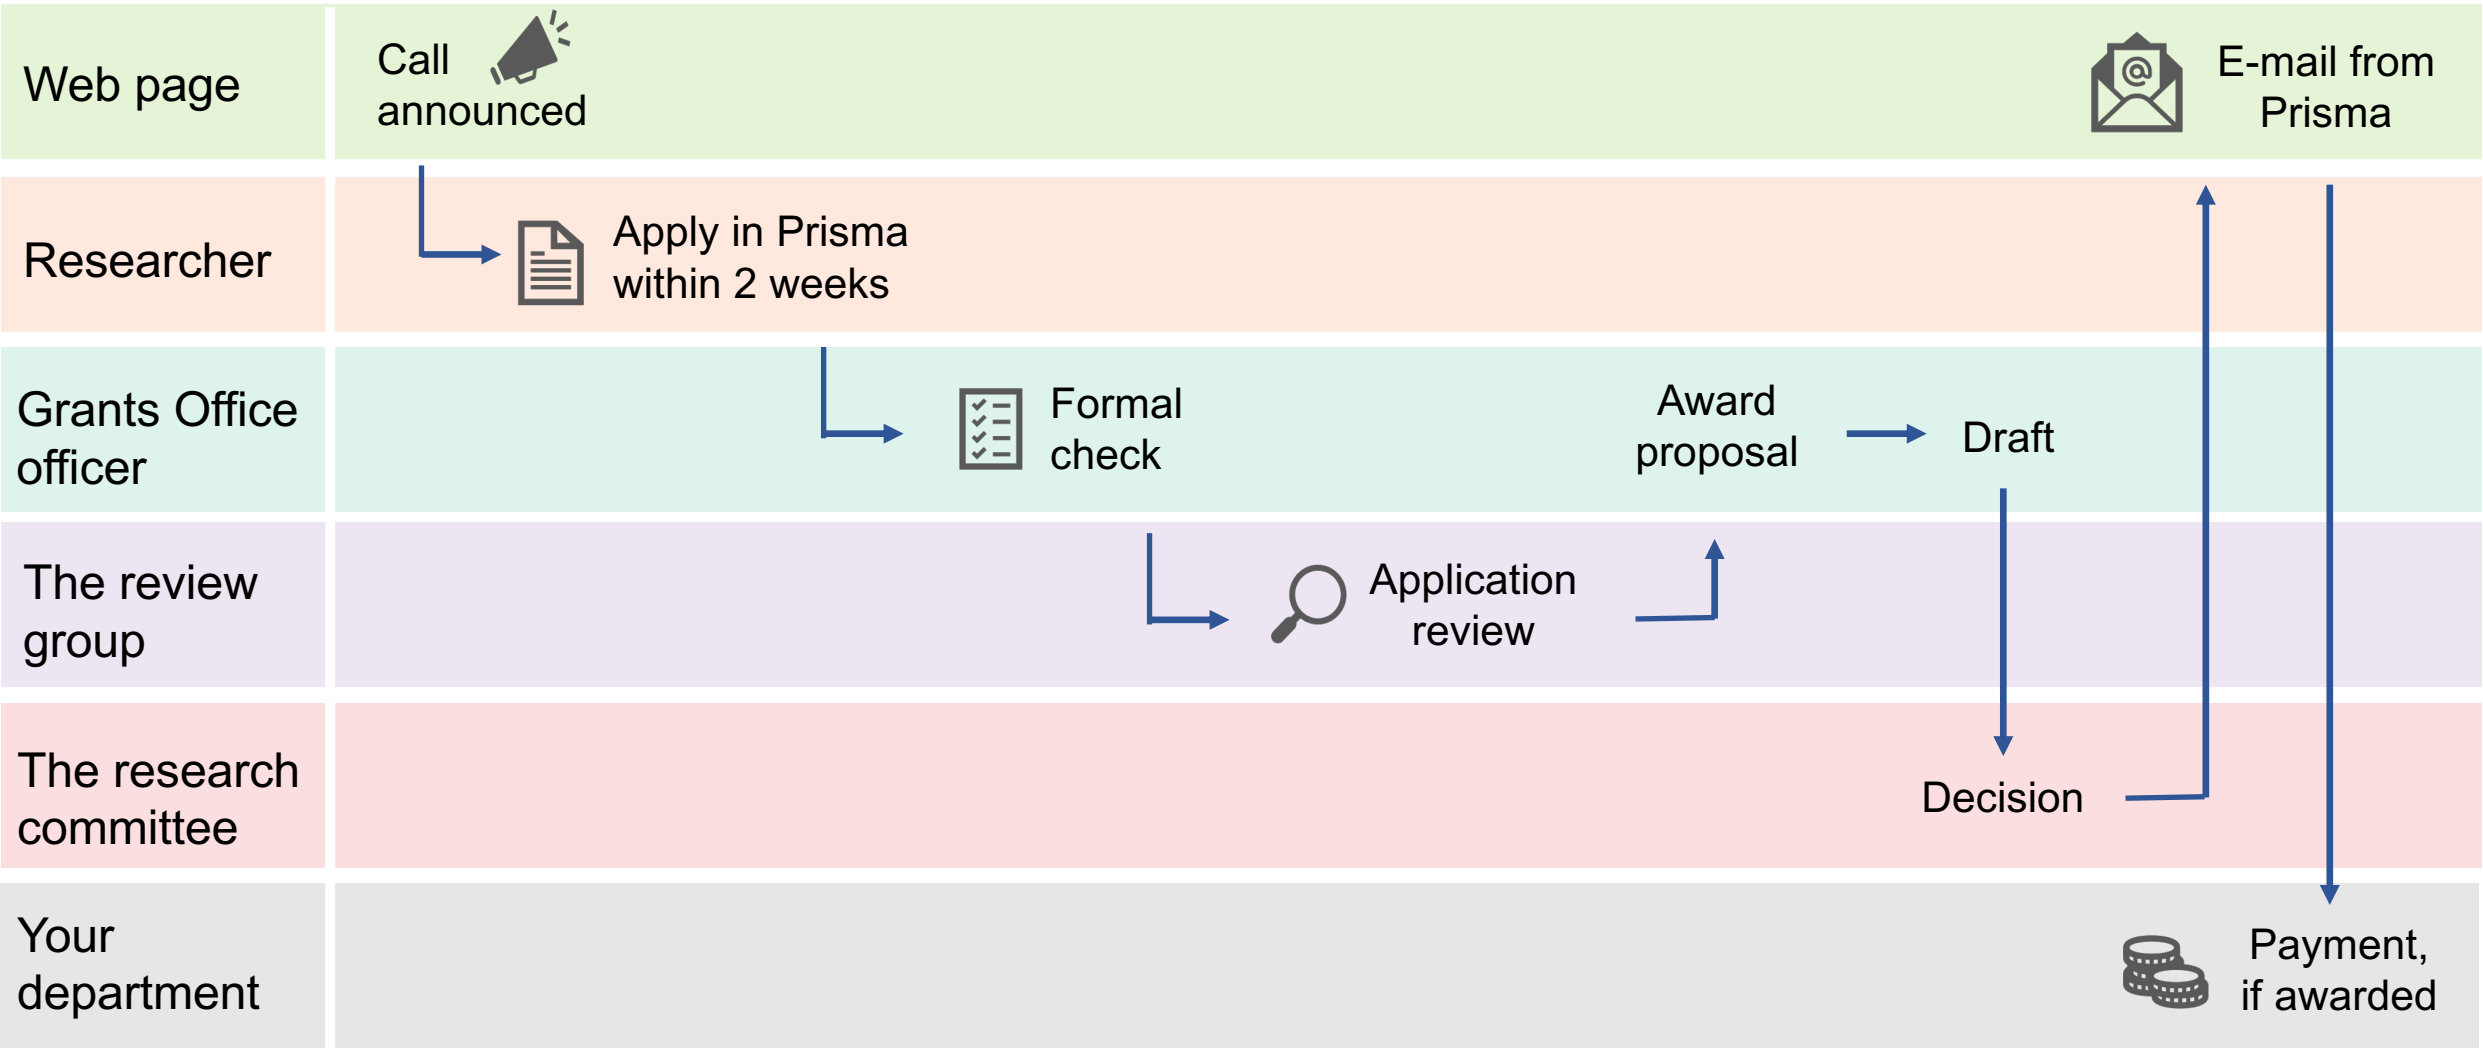 Web page
Call
announced
@
E-mail from
Prisma
Researcher
Apply in Prisma
within 2 weeks
Grants Office
officer
Formal
check
Award
proposal
Draft
The review
group
Application
review
The research
committee
Decision
Your
department
Payment,
if awarded